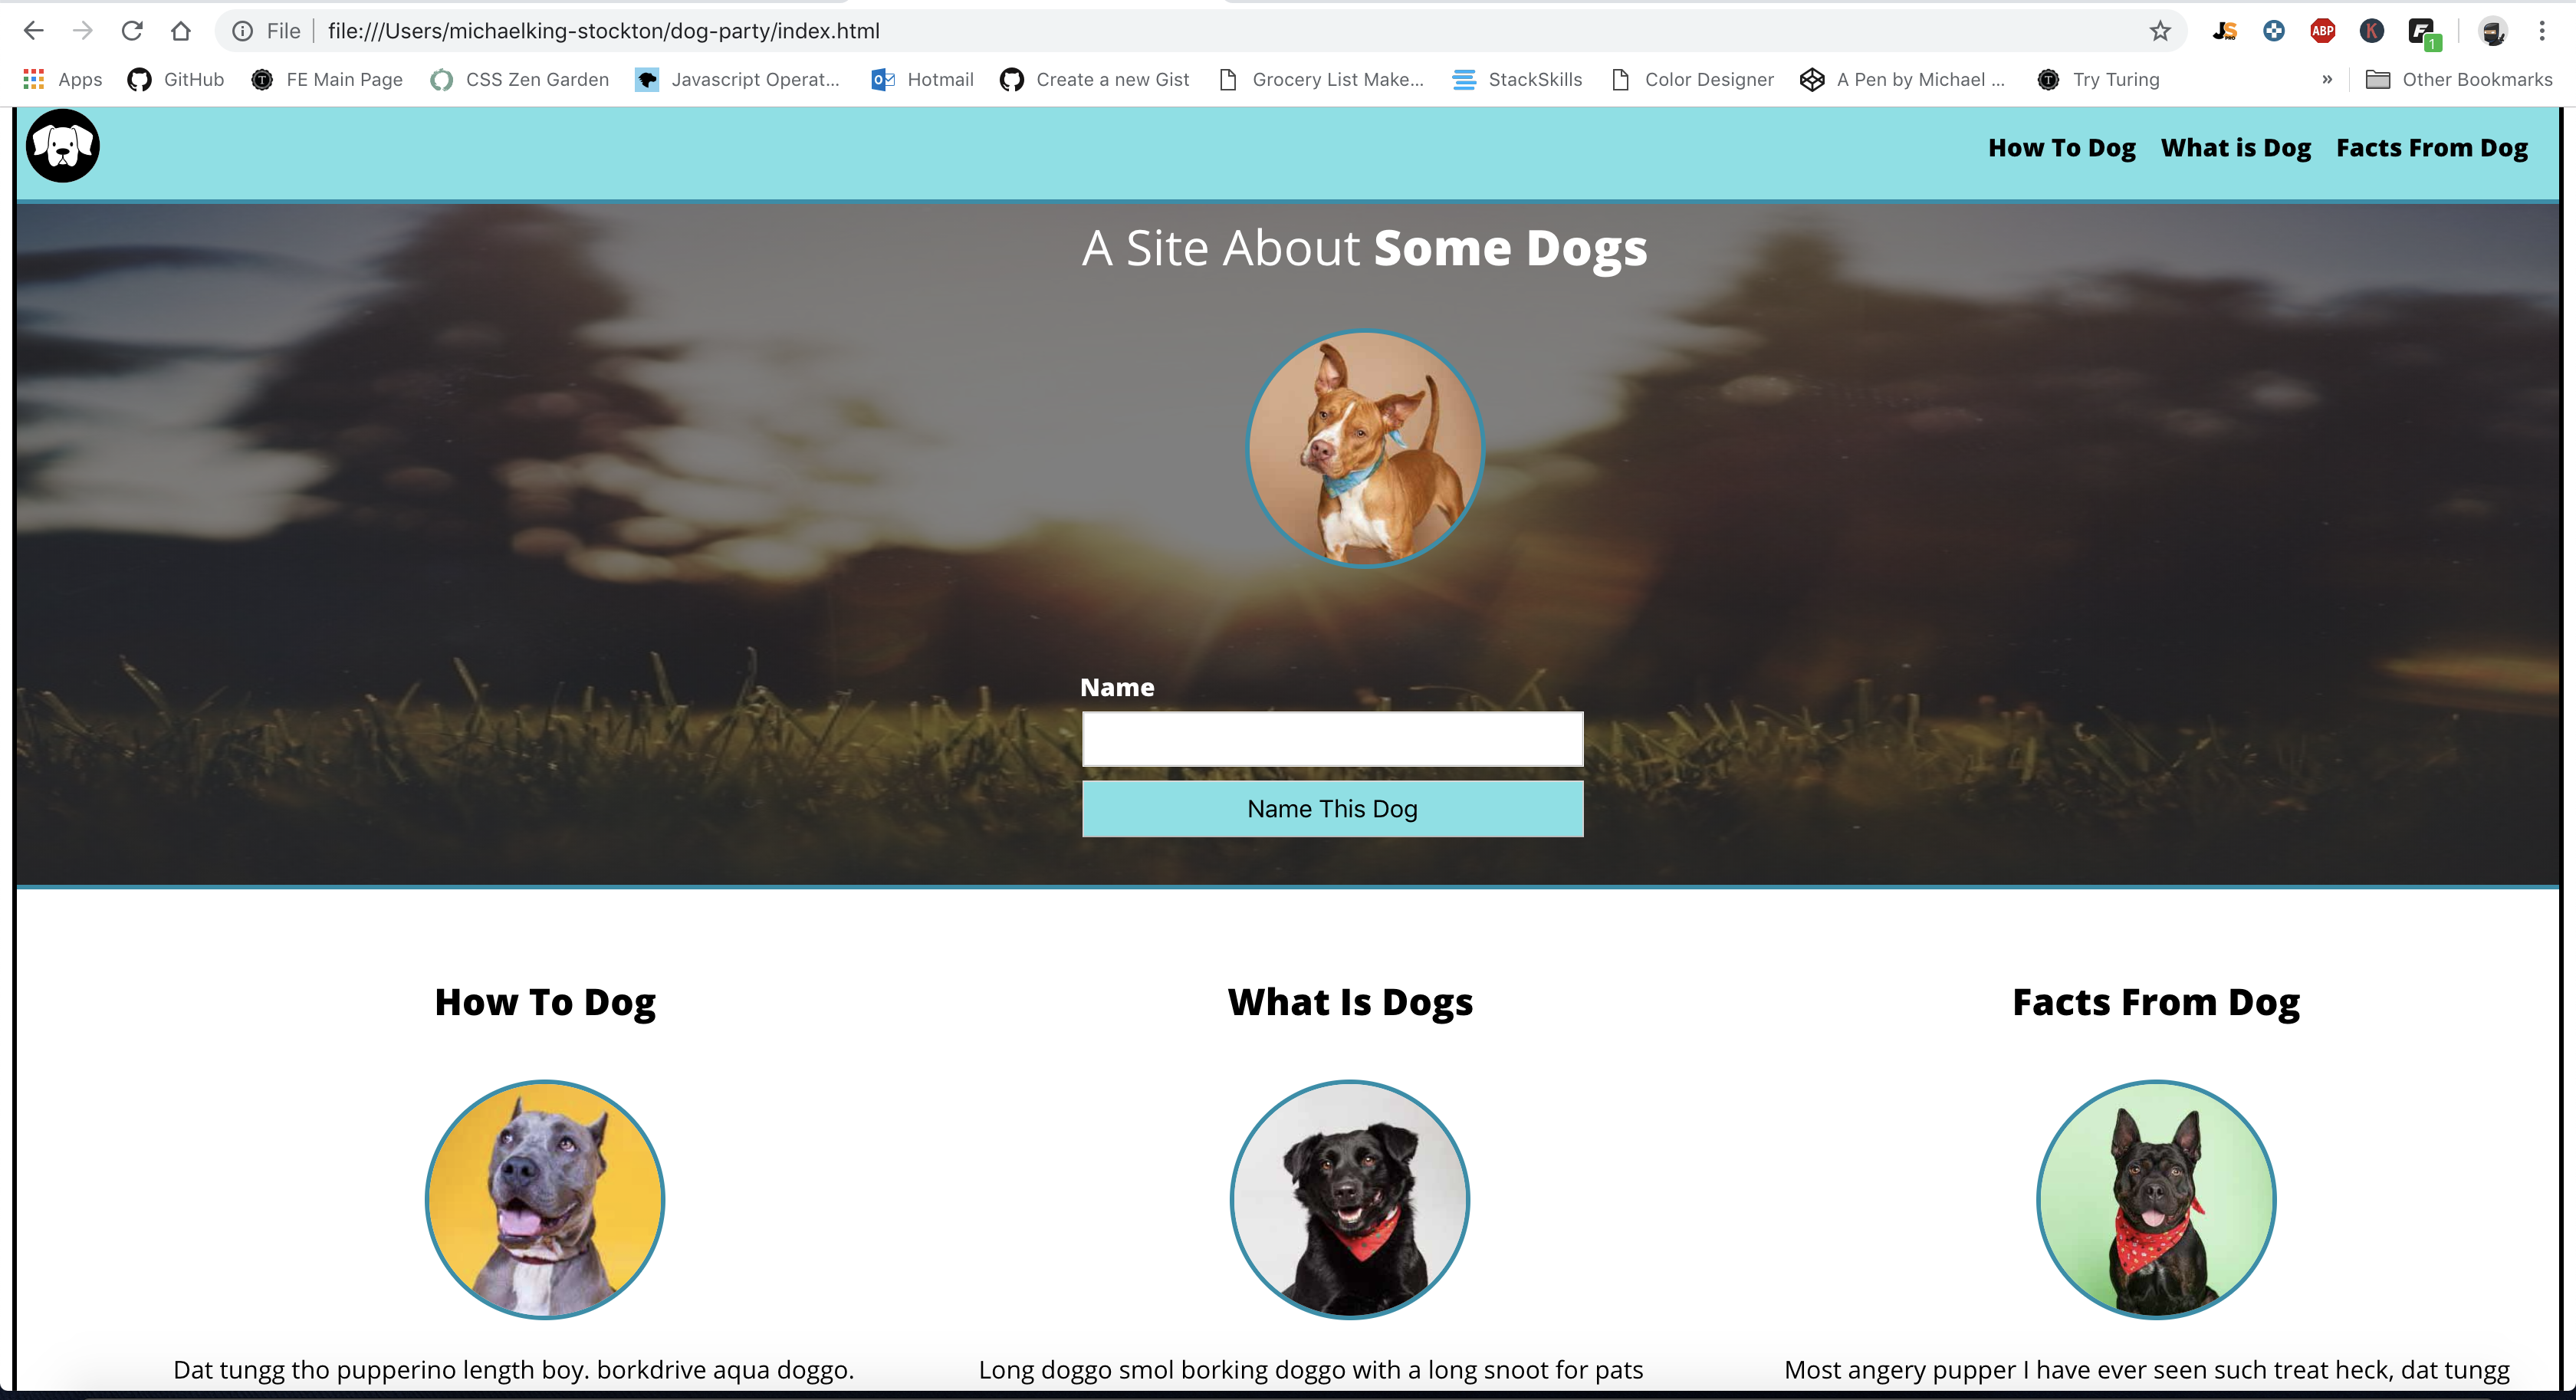 File file:///Users/michaelking-stockton/dog-party/index.html
ABP K 1
Apps GitHub FE Main Page CSS Zen Garden Javascript Operat... Hotmail Create a new Gist Grocery List Make... StackSkills Color Designer A Pen by Michael ... Try Turing » Other Bookmarks
How To Dog What is Dog Facts From Dog
A Site About Some Dogs
Name
Name This Dog
How To Dog What Is Dogs Facts From Dog
Dat tungg tho pupperino length boy. borkdrive aqua doggo. Long doggo smol borking doggo with a long snoot for pats Most angery pupper I have ever seen such treat heck, dat tungg